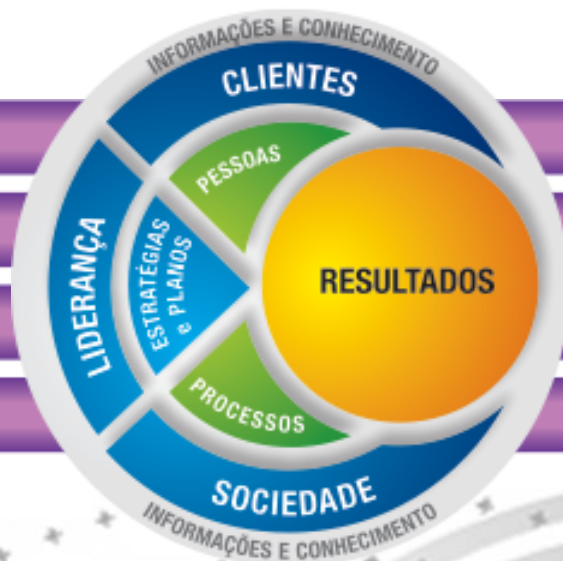 INFORMAÇÕES E CONHECIMENTO
CLIENTES
PESSOAS
LIDERANÇA
ESTRATÉGIAS
e PLANOS
RESULTADOS
PROCESSOS
SOCIEDADE
INFORMAÇÕES E CONHECIMENTO